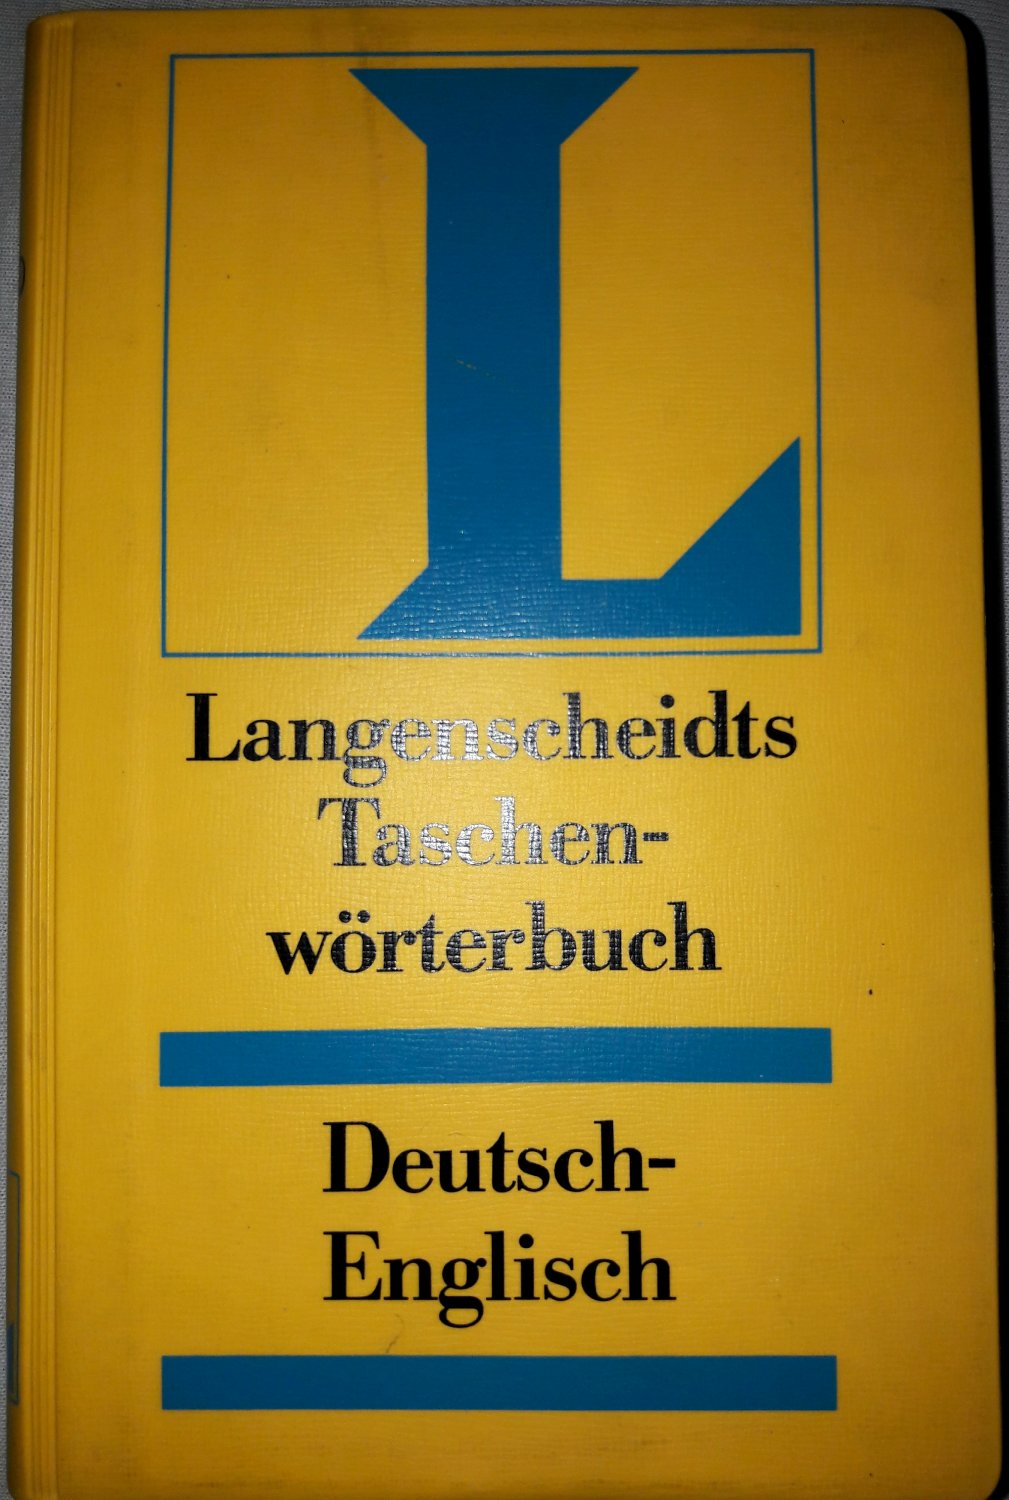 L
Langenscheidts
Taschen-
wörterbuch
Deutsch-
Englisch